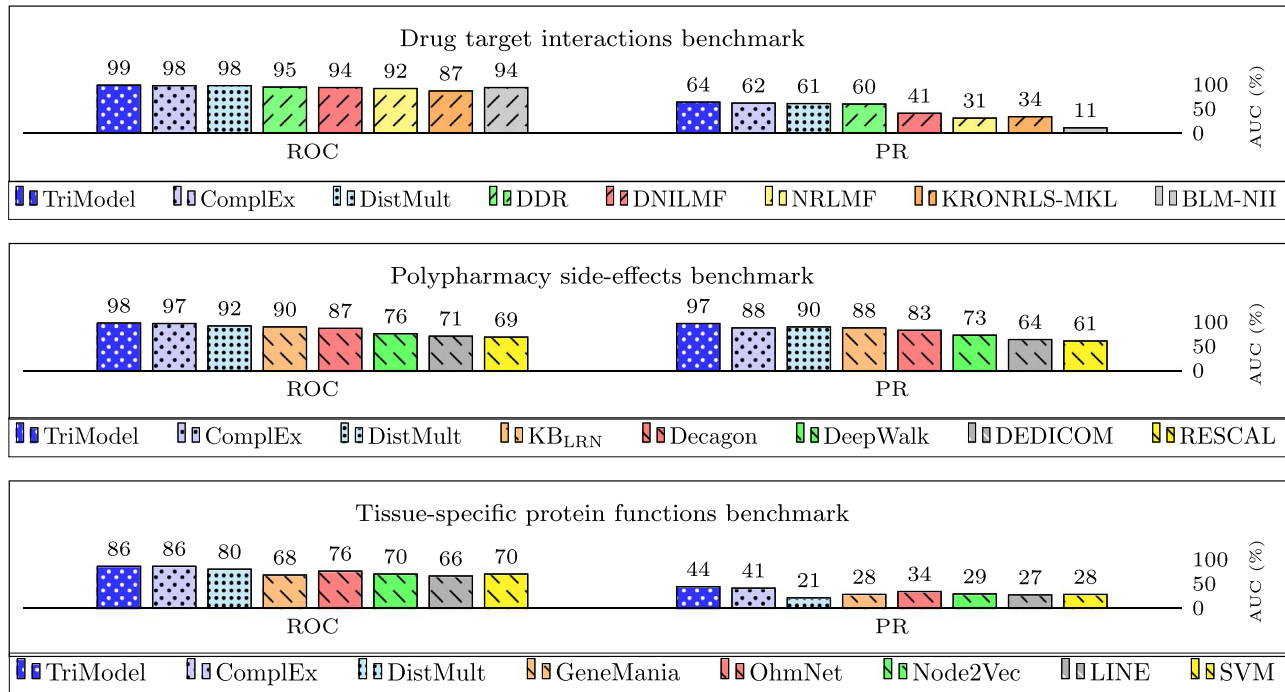 Drug target interactions benchmark
99 98 98 95 94 92 87 94 64 62 61 60 41 31 34 11
100
50
0
AUC (%)
ROC PR
TriModel ComplEx DistMult DDR DNILMF NRLMF KRONRLS-MKL BLM-NII
Polypharmacy side-effects benchmark
98 97 92 90 87 76 71 69 97 88 90 88 83 73 64 61
100
50
0
AUC (%)
ROC PR
TriModel ComplEx DistMult KB_LRN Decagon DeepWalk DEDICOM RESCAL
Tissue-specific protein functions benchmark
86 86 80 68 76 70 66 70 44 41 21 28 34 29 27 28
100
50
0
AUC (%)
ROC PR
TriModel ComplEx DistMult GeneMania OhmNet Node2Vec LINE SVM